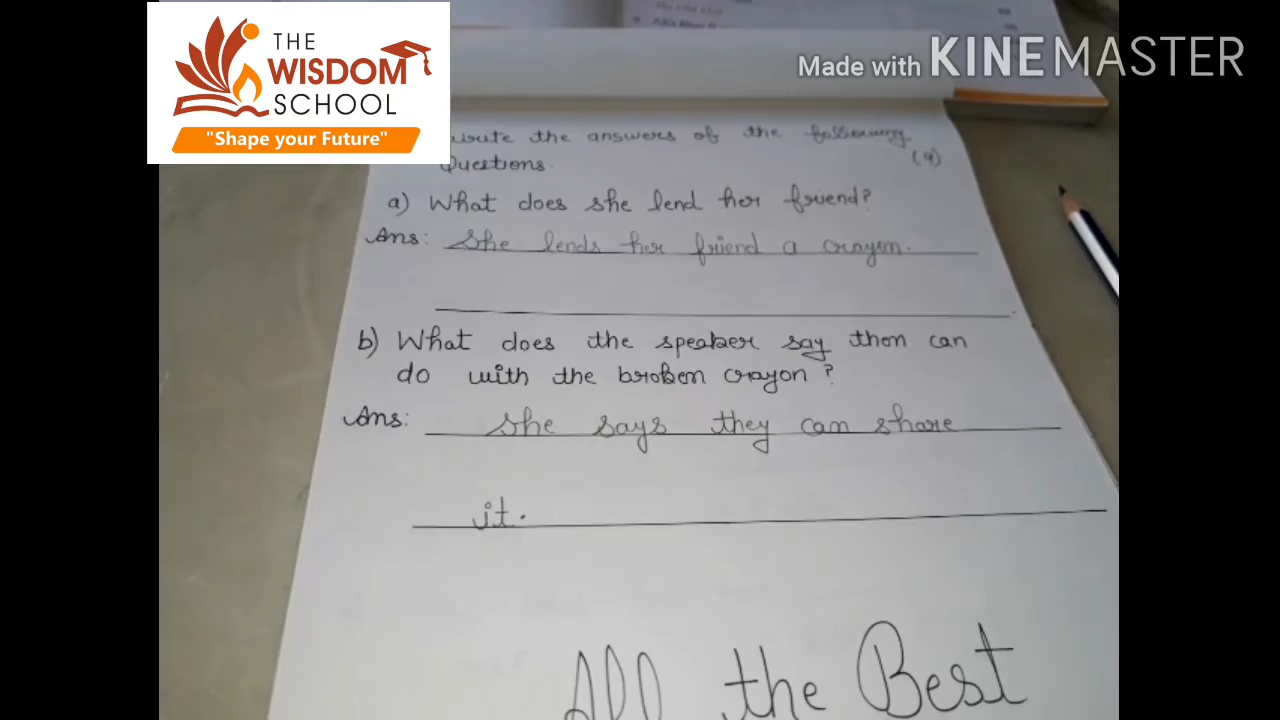 THE
WISDOM
SCHOOL
"Shape your Future"
Made with KINEMASTER
write the answers of the following
Questions. (4)
a) What does she lend her friend?
Ans: She lends her friend a crayon.
b) What does the speaker say then can
do with the broken crayon?
Ans: She says they can share
it.
All the Best